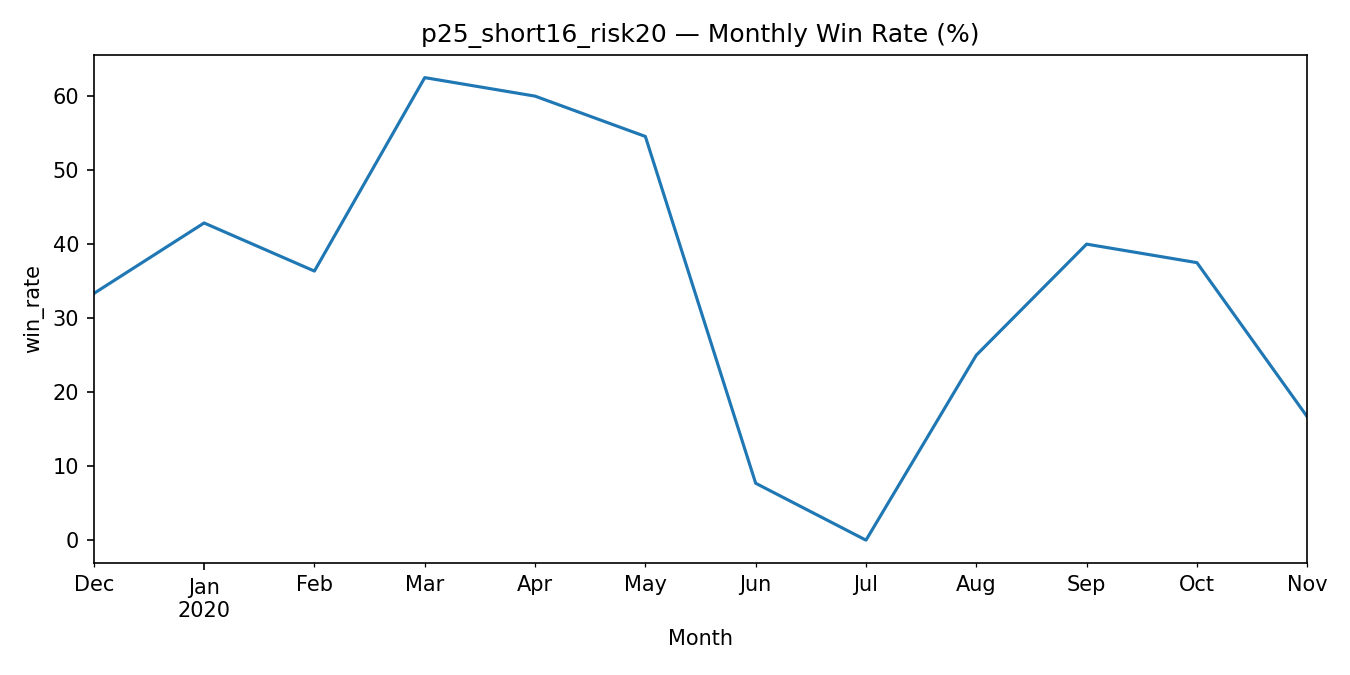 p25_short16_risk20 — Monthly Win Rate (%)
win_rate
60
50
40
30
20
10
0
Dec Jan Feb Mar Apr May Jun Jul Aug Sep Oct Nov
2020
Month